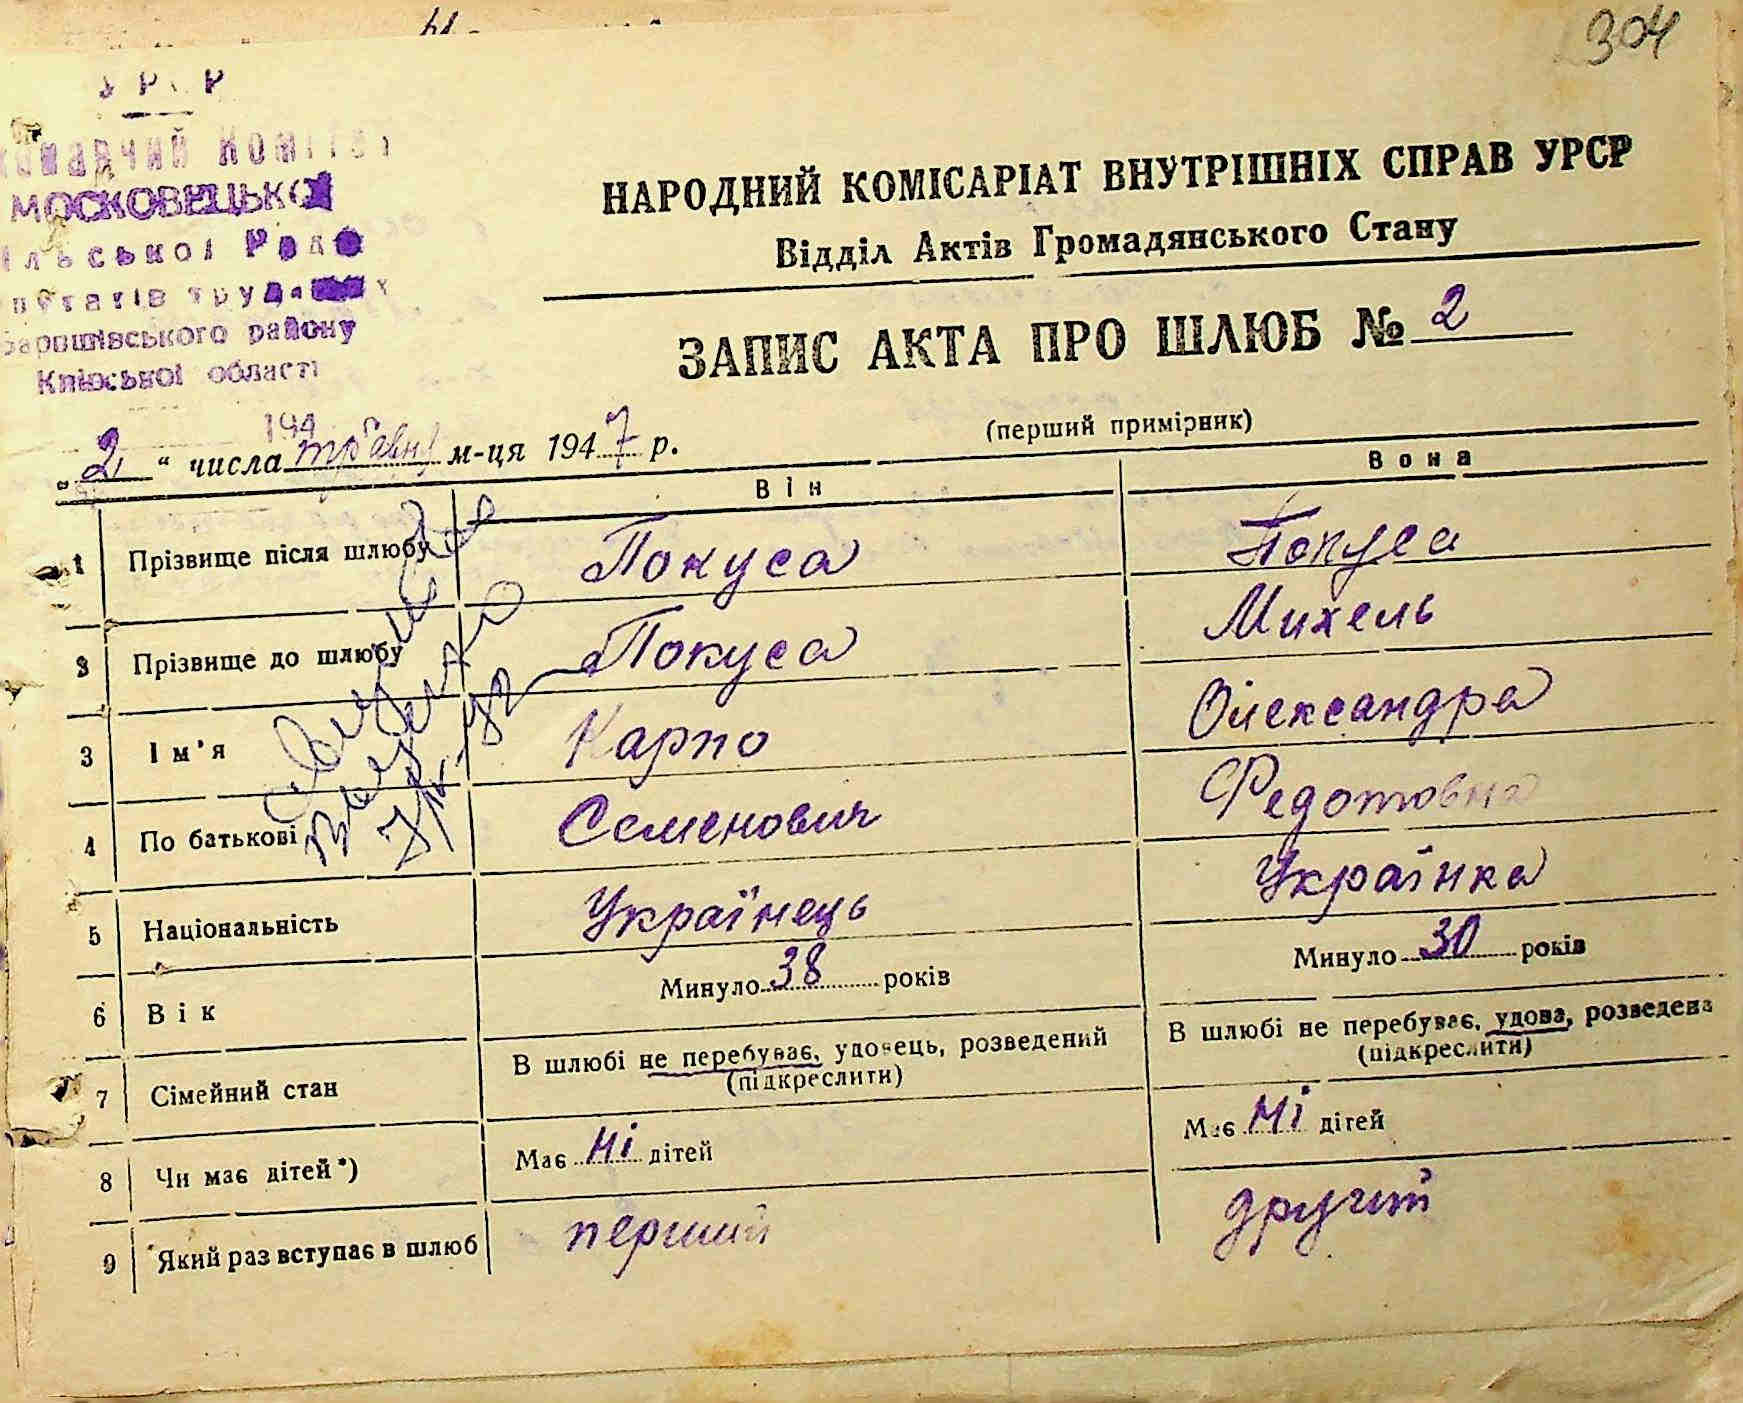 304
УРСР
МОСКОВЕЦЬКОЇ
району
Київської області
194 р.
НАРОДНИЙ КОМІСАРІАТ ВНУТРІШНІХ СПРАВ УРСР
Відділ Актів Громадянського Стану
ЗАПИС АКТА ПРО ШЛЮБ № 2
(перший примірник)
„2“ числа травня м-ця 1947 р.
Він Вона
1 Прізвище після шлюбу Покуса Покуса
2 Прізвище до шлюбу Покуса Михель
3 Ім'я Карпо Олександра
4 По батькові Семенович Федотовна
5 Національність Українець Українка
6 Вік Минуло 38 років Минуло 30 років
7 Сімейний стан В шлюбі не перебуває, удовець, розведений (підкреслити) В шлюбі не перебуває, удова, розведена (підкреслити)
8 Чи має дітей*) Має ні дітей Має ні дітей
9 Який раз вступає в шлюб перший другий